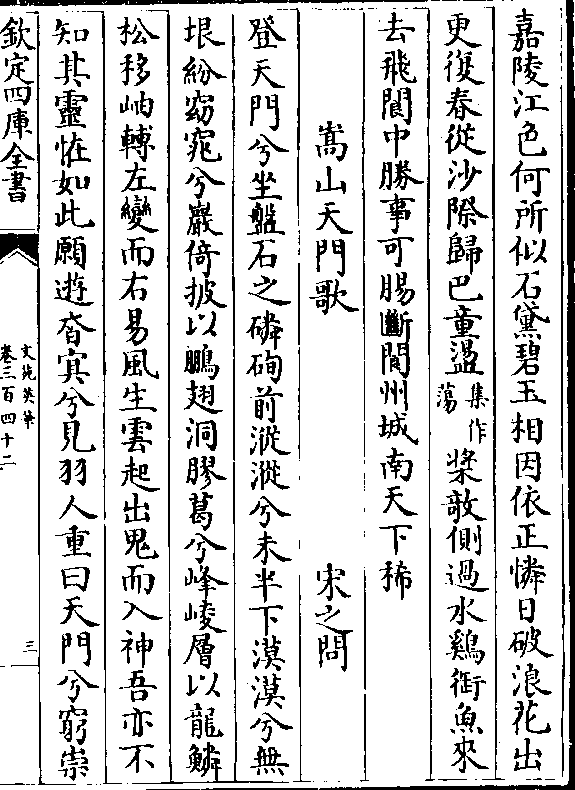 嘉陵江色何所似石黛碧玉相因依正憐日破浪花出
更復春從沙際歸巴童盪集作蕩槳欹側過水鷄銜魚來
去飛閬中勝事可腸斷閬州城南天下稀
嵩山天門歌　宋之問
登天門兮坐盤石之磷硣前漎漎兮未半下漠漠兮無
垠紛窈窕兮巖倚披以鵬翅洞膠葛兮峰崚層以龍鱗
松移岫轉左變而右易風生雲起出鬼而入神吾亦不
知其靈怪如此願遊杳冥兮見羽人重曰天門兮穹崇
欽定四庫全書
文苑英華
卷三百四十二
三